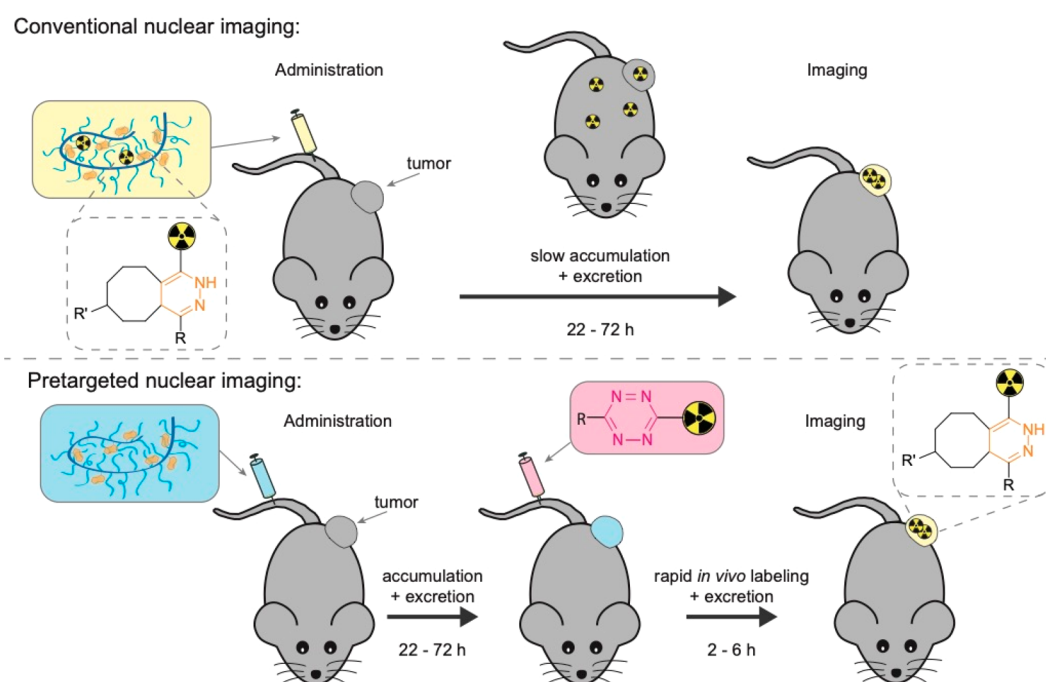 Conventional nuclear imaging:
Administration
Imaging
tumor
slow accumulation
+ excretion
22 - 72 h
NH
N
R'
R
Pretargeted nuclear imaging:
Administration
Imaging
N=N
R
N—N
tumor
NH
N
R'
R
accumulation
+ excretion
22 - 72 h
rapid in vivo labeling
+ excretion
2 - 6 h